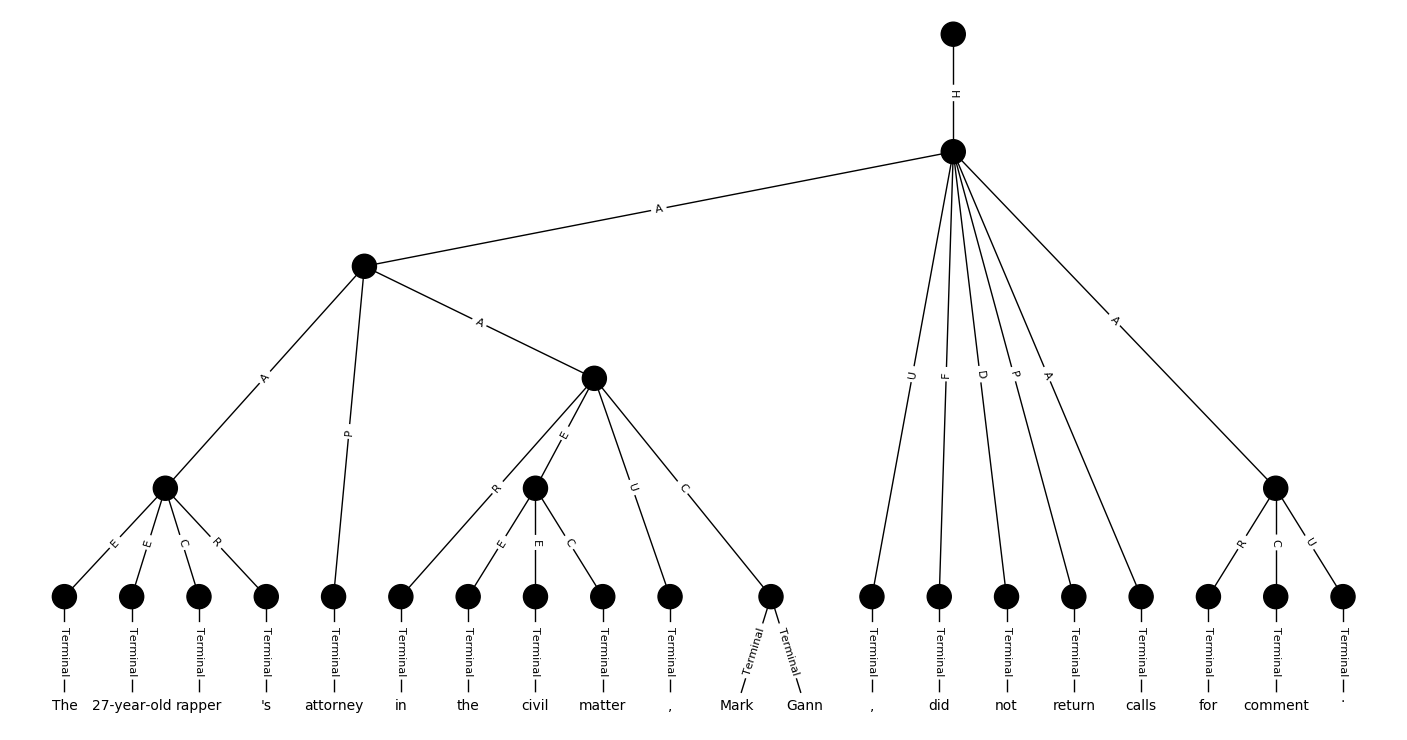 H
A
A
A
U
F
D
P
A
A
P
E
R
U
C
E
E
C
R
E
E
C
R
C
U
Terminal Terminal Terminal Terminal Terminal Terminal Terminal Terminal Terminal Terminal Terminal Terminal Terminal Terminal Terminal Terminal Terminal Terminal Terminal Terminal
The 27-year-old rapper 's attorney in the civil matter , Mark Gann , did not return calls for comment .